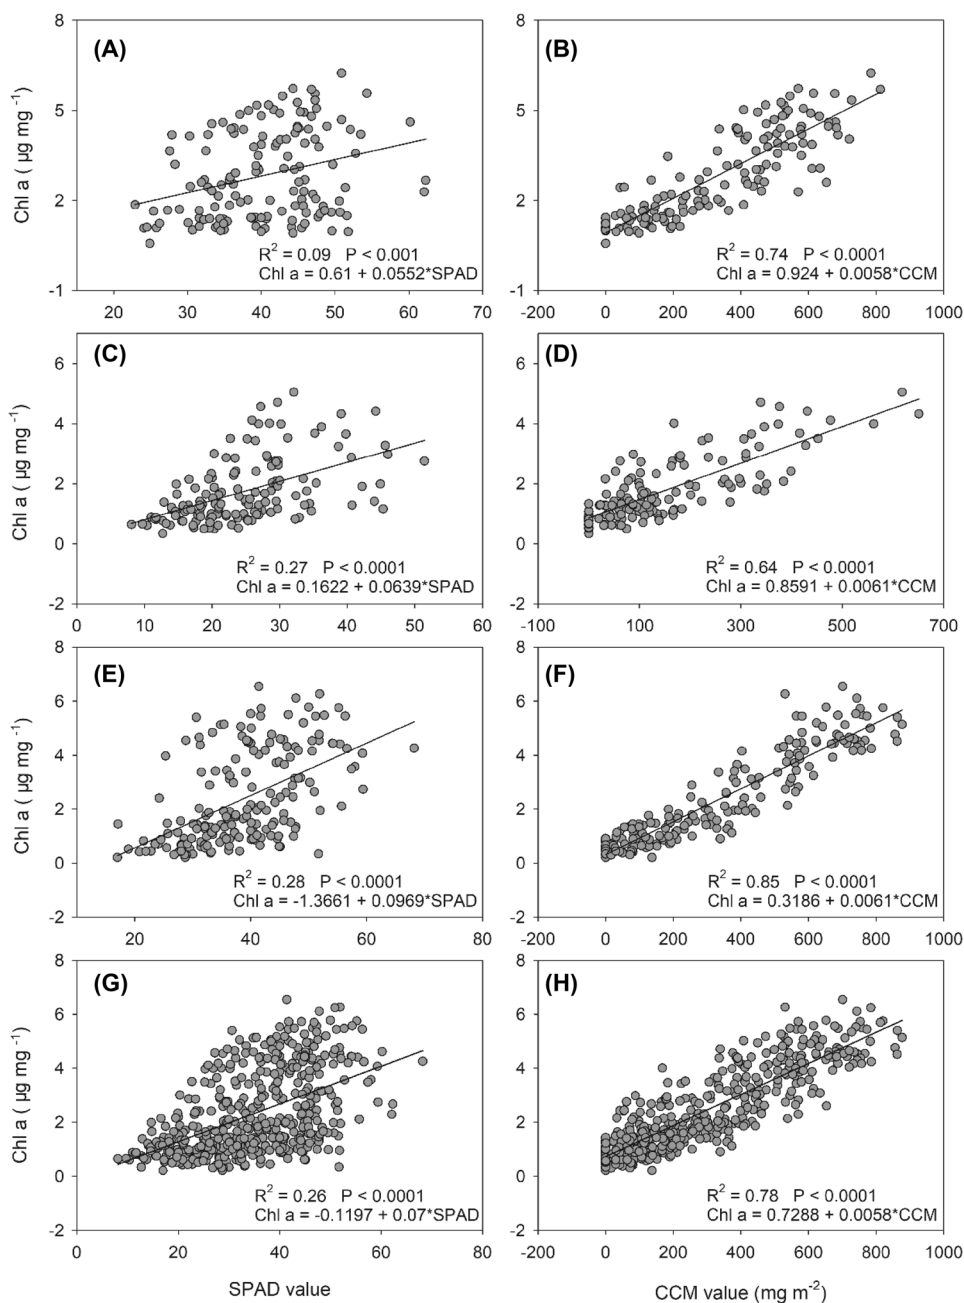 (A)
8
5
2
-1
Chl a ( µg mg ⁻¹)
R² = 0.09 P < 0.001
Chl a = 0.61 + 0.0552*SPAD
20 30 40 50 60 70
(B)
8
5
2
-1
R² = 0.74 P < 0.0001
Chl a = 0.924 + 0.0058*CCM
-200 0 200 400 600 800 1000
(C)
6
4
2
0
-2
Chl a ( µg mg ⁻¹)
R² = 0.27 P < 0.0001
Chl a = 0.1622 + 0.0639*SPAD
0 10 20 30 40 50 60
(D)
6
4
2
0
-2
R² = 0.64 P < 0.0001
Chl a = 0.8591 + 0.0061*CCM
-100 100 300 500 700
(E)
8
6
4
2
0
-2
Chl a ( µg mg ⁻¹)
R² = 0.28 P < 0.0001
Chl a = -1.3661 + 0.0969*SPAD
20 40 60 80
(F)
8
6
4
2
0
-2
R² = 0.85 P < 0.0001
Chl a = 0.3186 + 0.0061*CCM
-200 0 200 400 600 800 1000
(G)
8
6
4
2
0
-2
Chl a ( µg mg ⁻¹)
R² = 0.26 P < 0.0001
Chl a = -0.1197 + 0.07*SPAD
0 20 40 60 80
SPAD value
(H)
8
6
4
2
0
-2
R² = 0.78 P < 0.0001
Chl a = 0.7288 + 0.0058*CCM
-200 0 200 400 600 800 1000
CCM value (mg m⁻²)